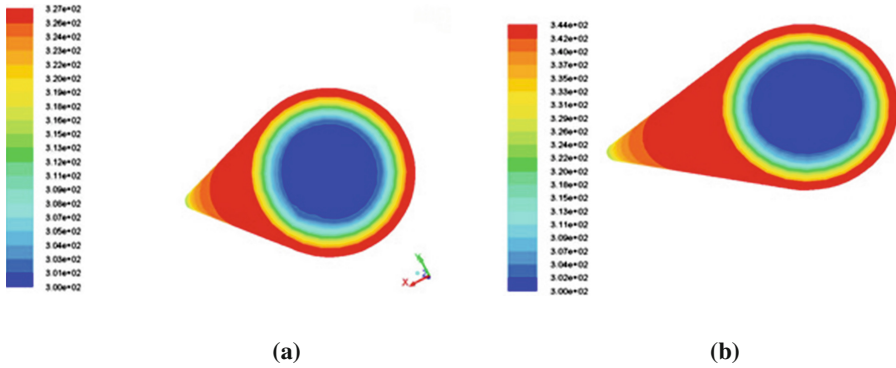 3.27e+02
3.26e+02
3.24e+02
3.23e+02
3.22e+02
3.20e+02
3.19e+02
3.18e+02
3.16e+02
3.15e+02
3.13e+02
3.12e+02
3.11e+02
3.09e+02
3.08e+02
3.07e+02
3.05e+02
3.04e+02
3.03e+02
3.01e+02
3.00e+02
X
(a)
3.44e+02
3.42e+02
3.40e+02
3.37e+02
3.35e+02
3.33e+02
3.31e+02
3.29e+02
3.26e+02
3.24e+02
3.22e+02
3.20e+02
3.18e+02
3.15e+02
3.13e+02
3.11e+02
3.09e+02
3.07e+02
3.04e+02
3.02e+02
3.00e+02
(b)